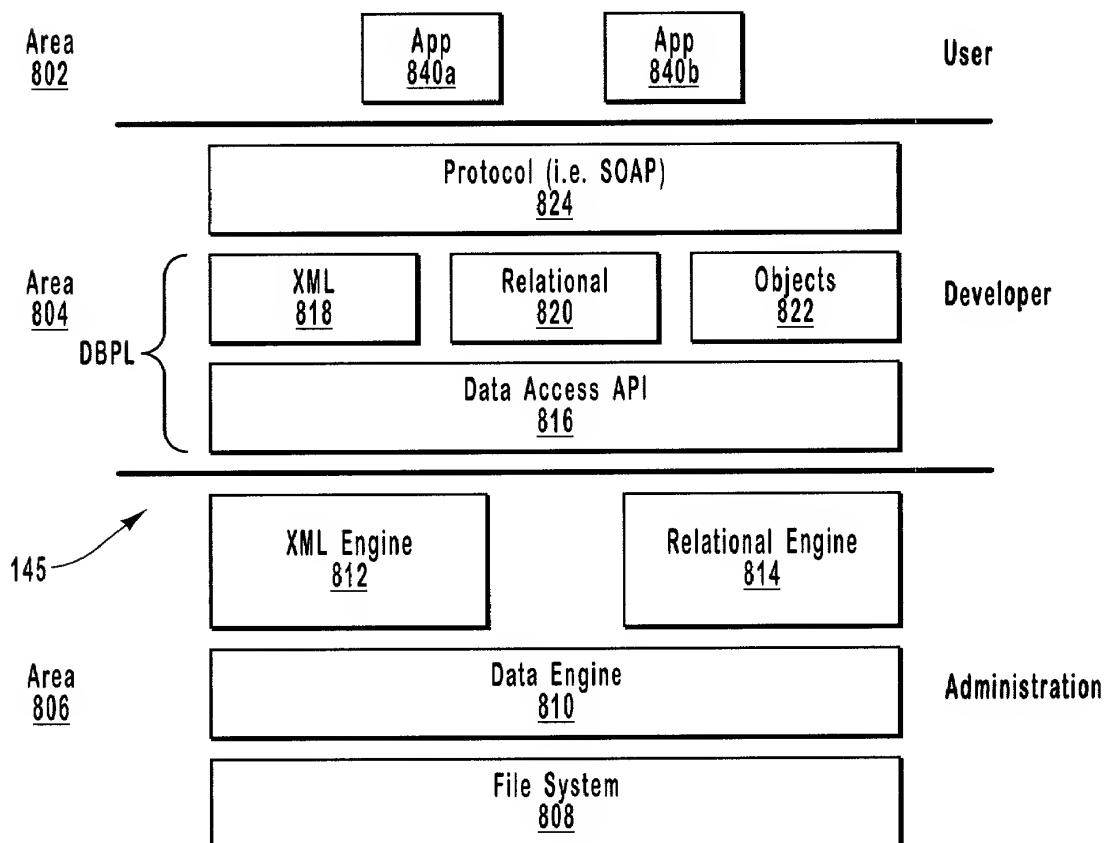 Area
802
App
840a
App
840b
User
Protocol (i.e. SOAP)
824
Area
804
DBPL
XML
818
Relational
820
Objects
822
Developer
Data Access API
816
145
XML Engine
812
Relational Engine
814
Area
806
Data Engine
810
Administration
File System
808